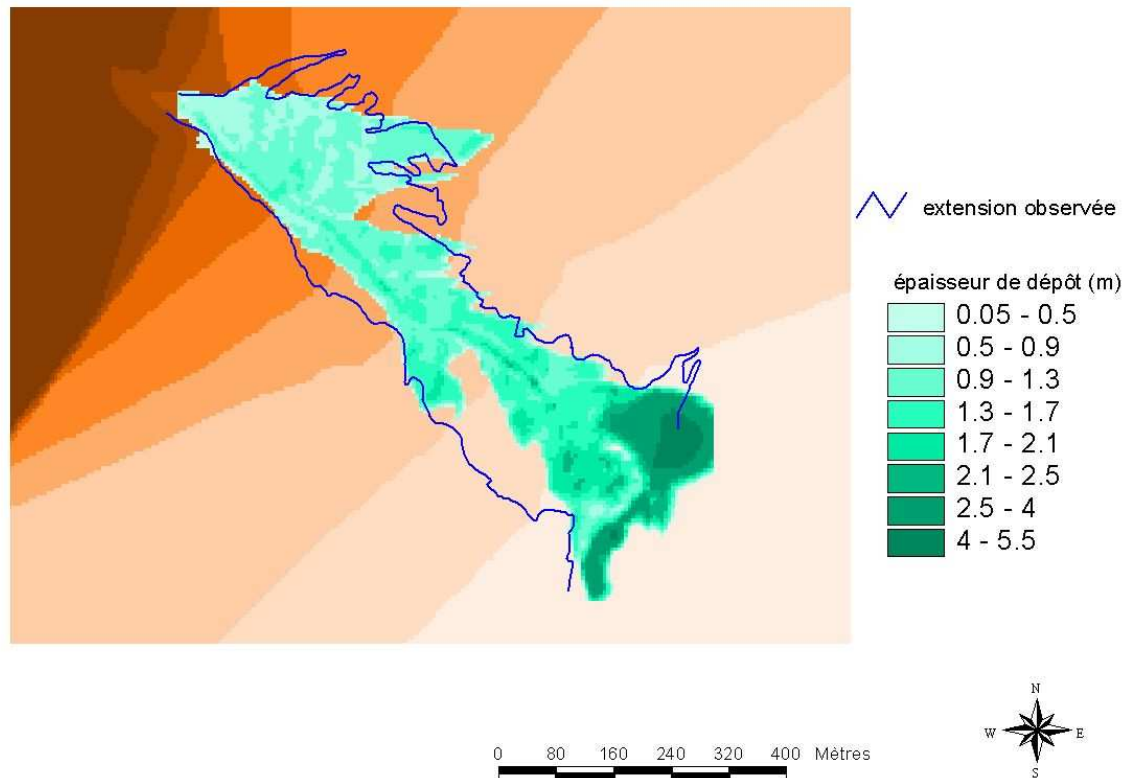 extension observée
épaisseur de dépôt (m)
0.05 - 0.5
0.5 - 0.9
0.9 - 1.3
1.3 - 1.7
1.7 - 2.1
2.1 - 2.5
2.5 - 4
4 - 5.5
N
W E
S
0 80 160 240 320 400 Mètres